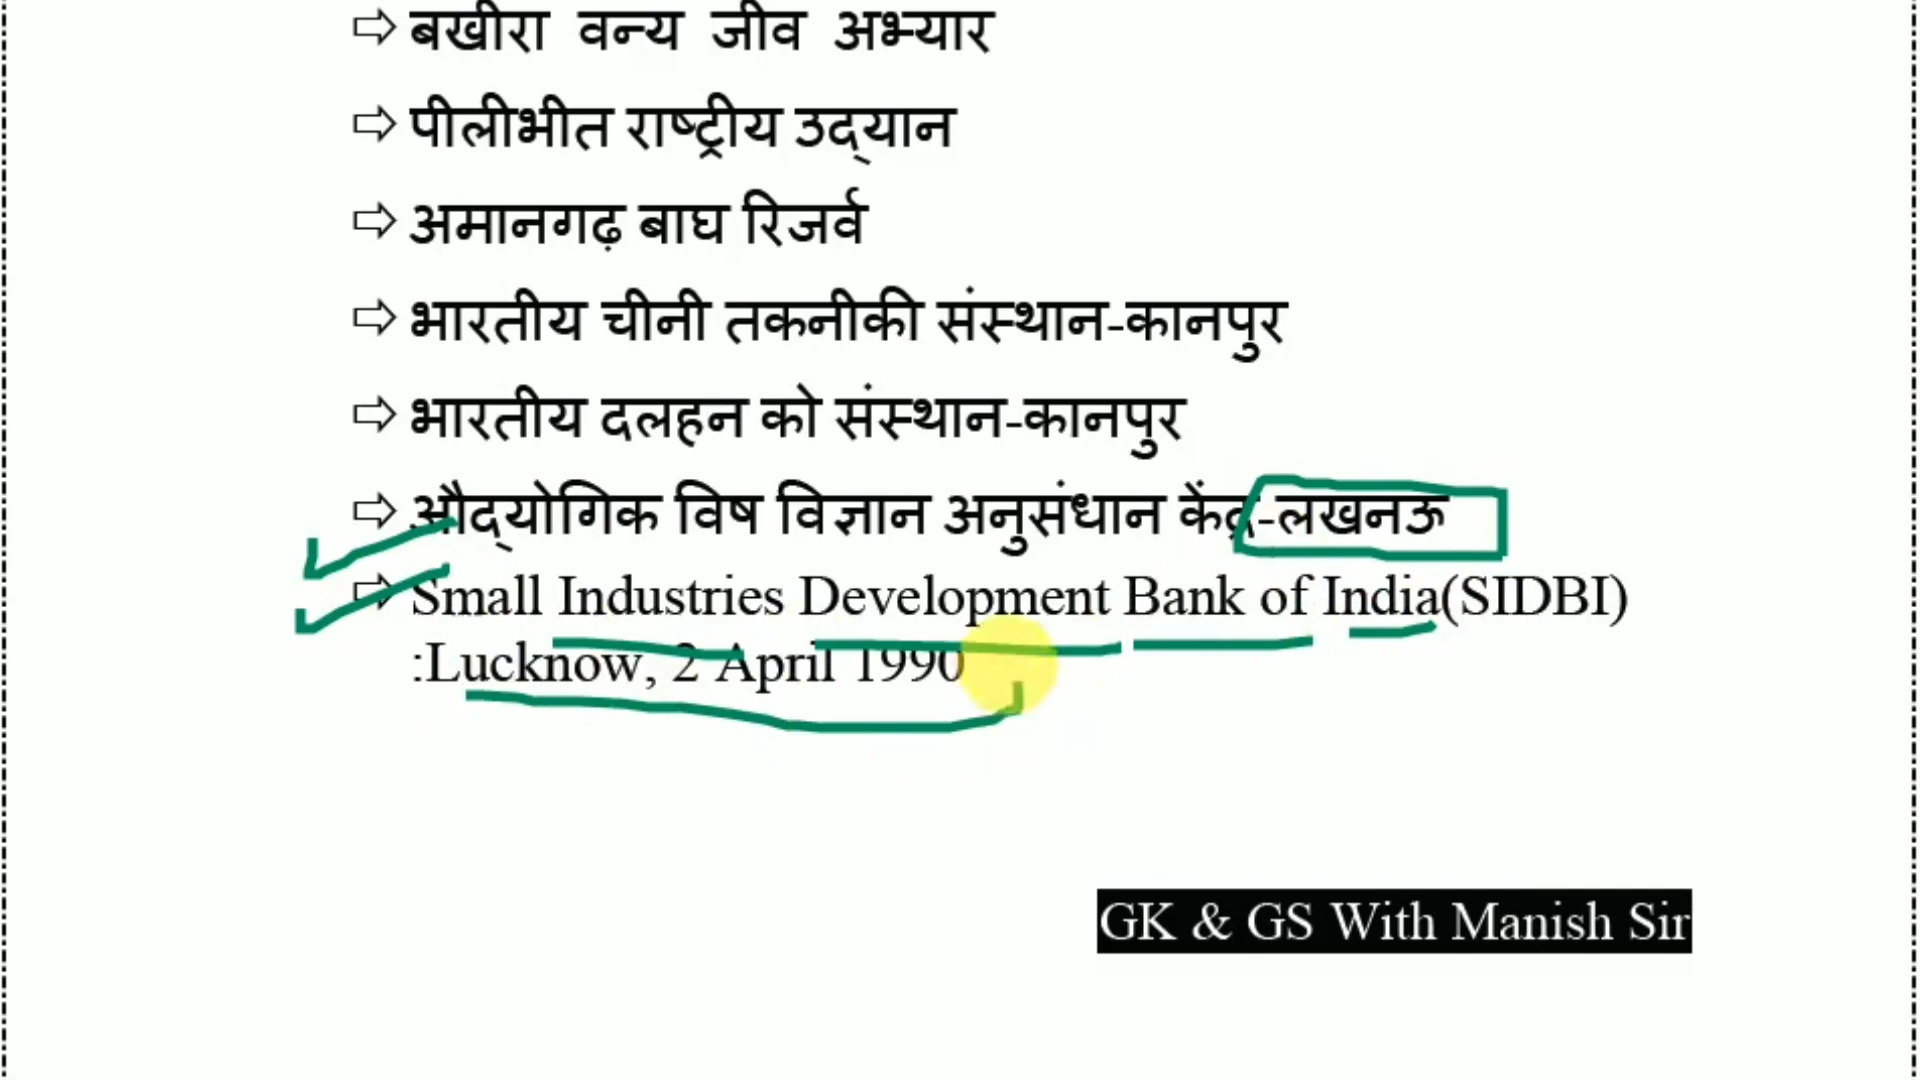 ⇨ बखीरा वन्य जीव अभ्यार
⇨ पीलीभीत राष्ट्रीय उद्‌यान
⇨ अमानगढ़ बाघ रिजर्व
⇨ भारतीय चीनी तकनीकी संस्थान-कानपुर
⇨ भारतीय दलहन को संस्थान-कानपुर
⇨ औद्‌योगिक विष विज्ञान अनुसंधान केंद्र-लखनऊ
⇨ Small Industries Development Bank of India(SIDBI)
:Lucknow, 2 April 1990
GK & GS With Manish Sir